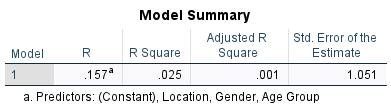 Model Summary
Model R R Square Adjusted R Square Std. Error of the Estimate
1 .157a .025 .001 1.051
a. Predictors: (Constant), Location, Gender, Age Group